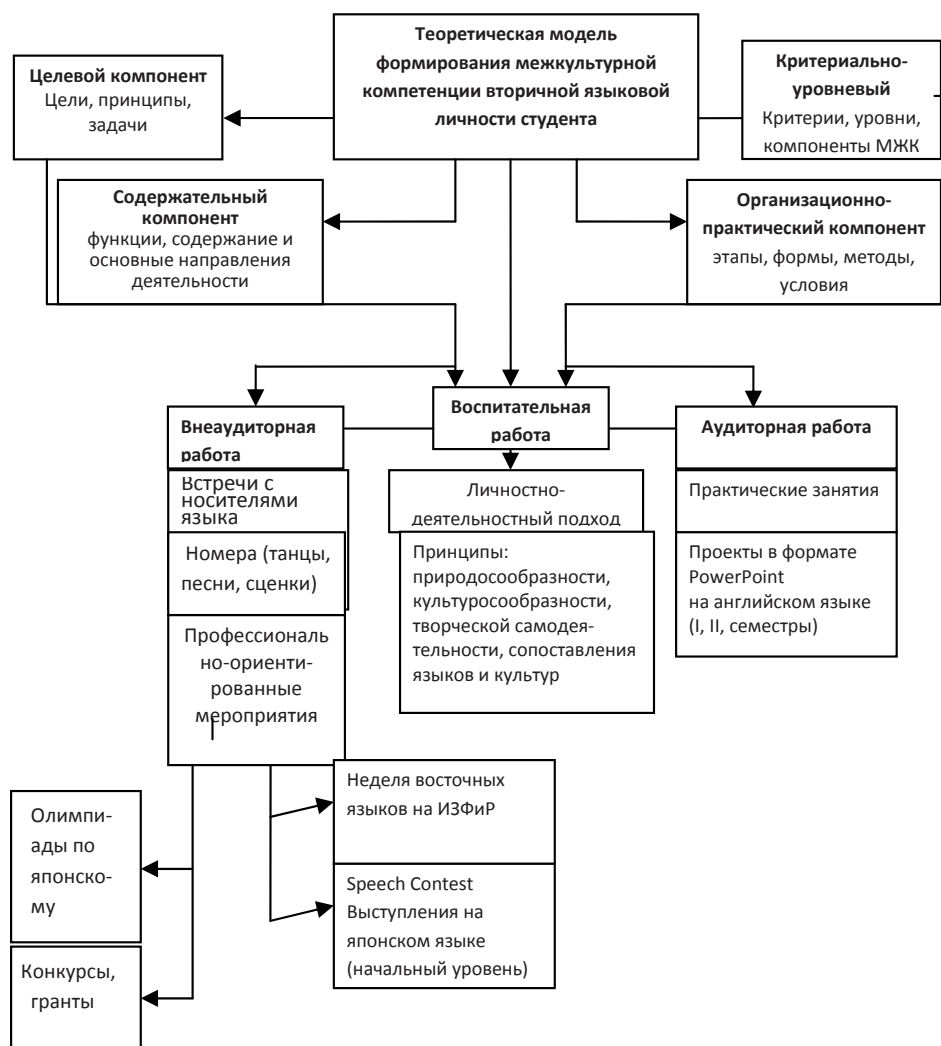 Теоретическая модель
формирования межкультурной
компетенции вторичной языковой
личности студента
Целевой компонент
Цели, принципы,
задачи
Критериально-
уровневый
Критерии, уровни,
компоненты МЖК
Содержательный
компонент
функции, содержание и
основные направления
деятельности
Организационно-
практический компонент
этапы, формы, методы,
условия
Внеаудиторная
работа
Воспитательная
работа
Аудиторная работа
Встречи с
носителями
языка
Номера (танцы,
песни, сценки)
Профессиональ
но-ориенти-
рованные
мероприятия
Личностно-
деятельностный подход
Принципы:
природосообразности,
культуросообразности,
творческой самодея-
тельности, сопоставления
языков и культур
Практические занятия
Проекты в формате
PowerPoint
на английском языке
(I, II, семестры)
Олимпи-
ады по
японско-
му
Конкурсы,
гранты
Неделя восточных
языков на ИЗФиР
Speech Contest
Выступления на
японском языке
(начальный уровень)